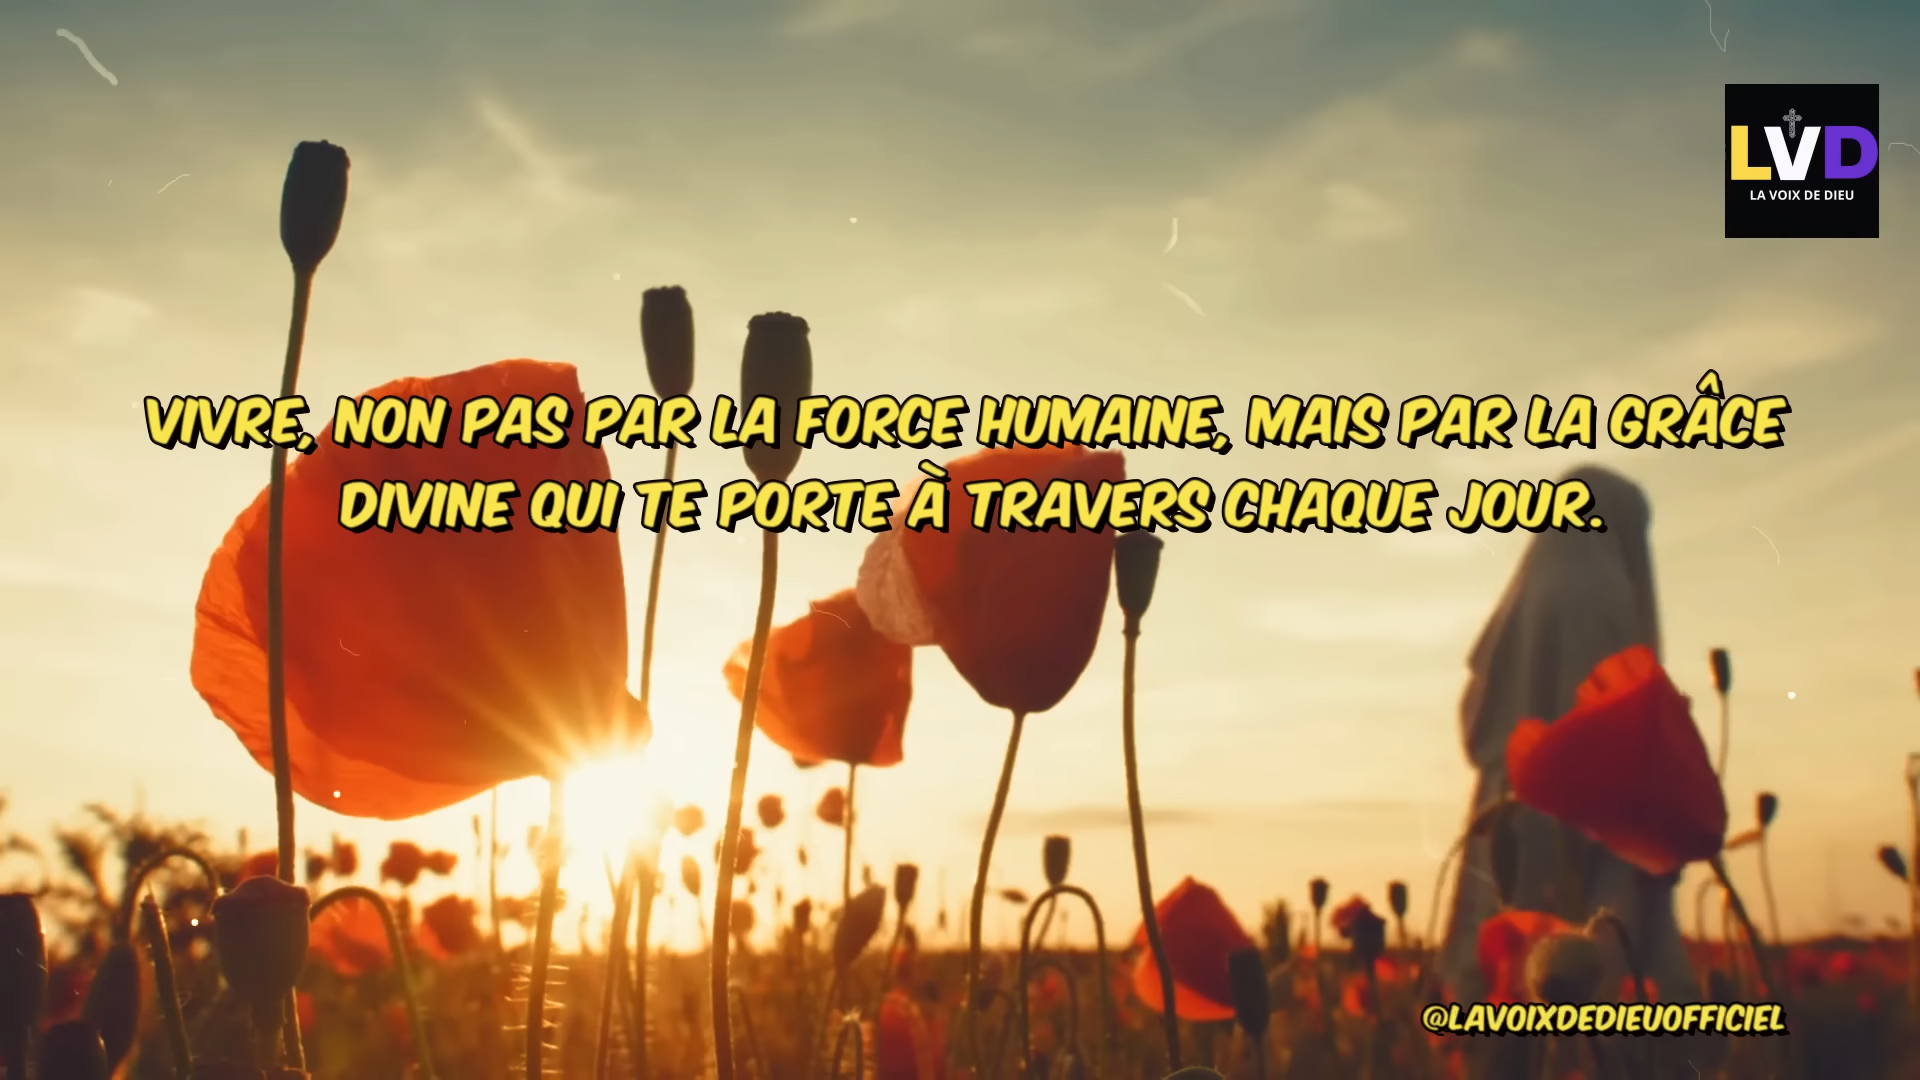 LVD
LA VOIX DE DIEU
VIVRE, NON PAS PAR LA FORCE HUMAINE, MAIS PAR LA GRÂCE
DIVINE QUI TE PORTE À TRAVERS CHAQUE JOUR.
@LAVOIXDEDIEUOFFICIEL